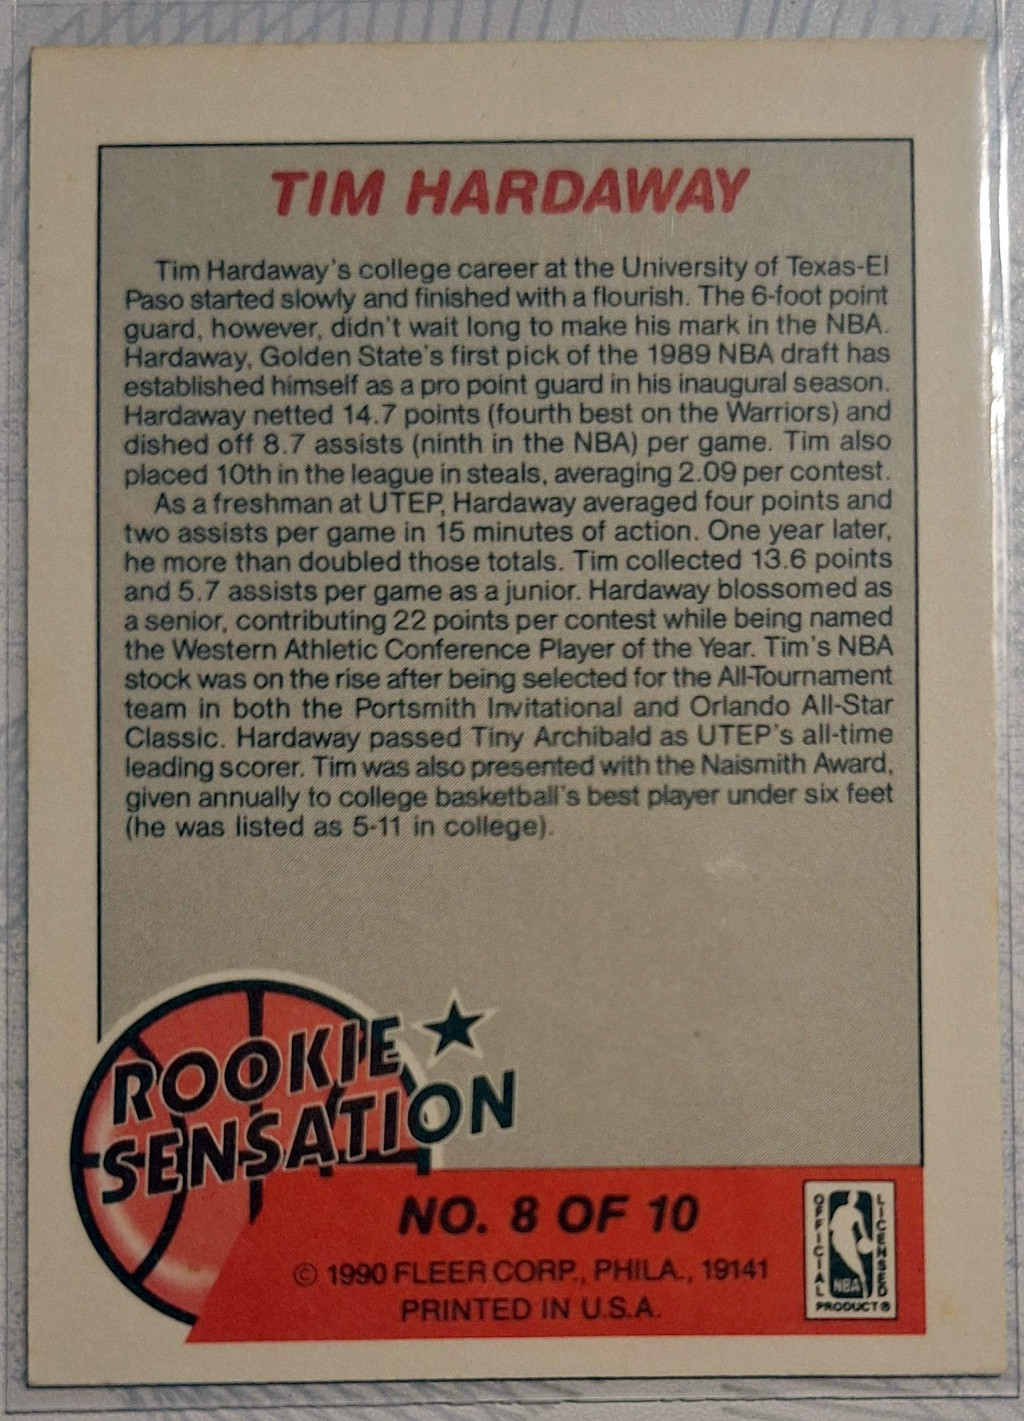 TIM HARDAWAY
Tim Hardaway's college career at the University of Texas-El
Paso started slowly and finished with a flourish. The 6-foot point
guard, however, didn't wait long to make his mark in the NBA.
Hardaway, Golden State's first pick of the 1989 NBA draft has
established himself as a pro point guard in his inaugural season.
Hardaway netted 14.7 points (fourth best on the Warriors) and
dished off 8.7 assists (ninth in the NBA) per game. Tim also
placed 10th in the league in steals, averaging 2.09 per contest.
As a freshman at UTEP, Hardaway averaged four points and
two assists per game in 15 minutes of action. One year later,
he more than doubled those totals. Tim collected 13.6 points
and 5.7 assists per game as a junior. Hardaway blossomed as
a senior, contributing 22 points per contest while being named
the Western Athletic Conference Player of the Year. Tim's NBA
stock was on the rise after being selected for the All-Tournament
team in both the Portsmith Invitational and Orlando All-Star
Classic. Hardaway passed Tiny Archibald as UTEP's all-time
leading scorer. Tim was also presented with the Naismith Award,
given annually to college basketball's best player under six feet
(he was listed as 5-11 in college).
ROOKIE
SENSATION
NO. 8 OF 10
© 1990 FLEER CORP., PHILA., 19141
PRINTED IN U.S.A.
OFFICIAL
LICENSED
NBA
PRODUCT®